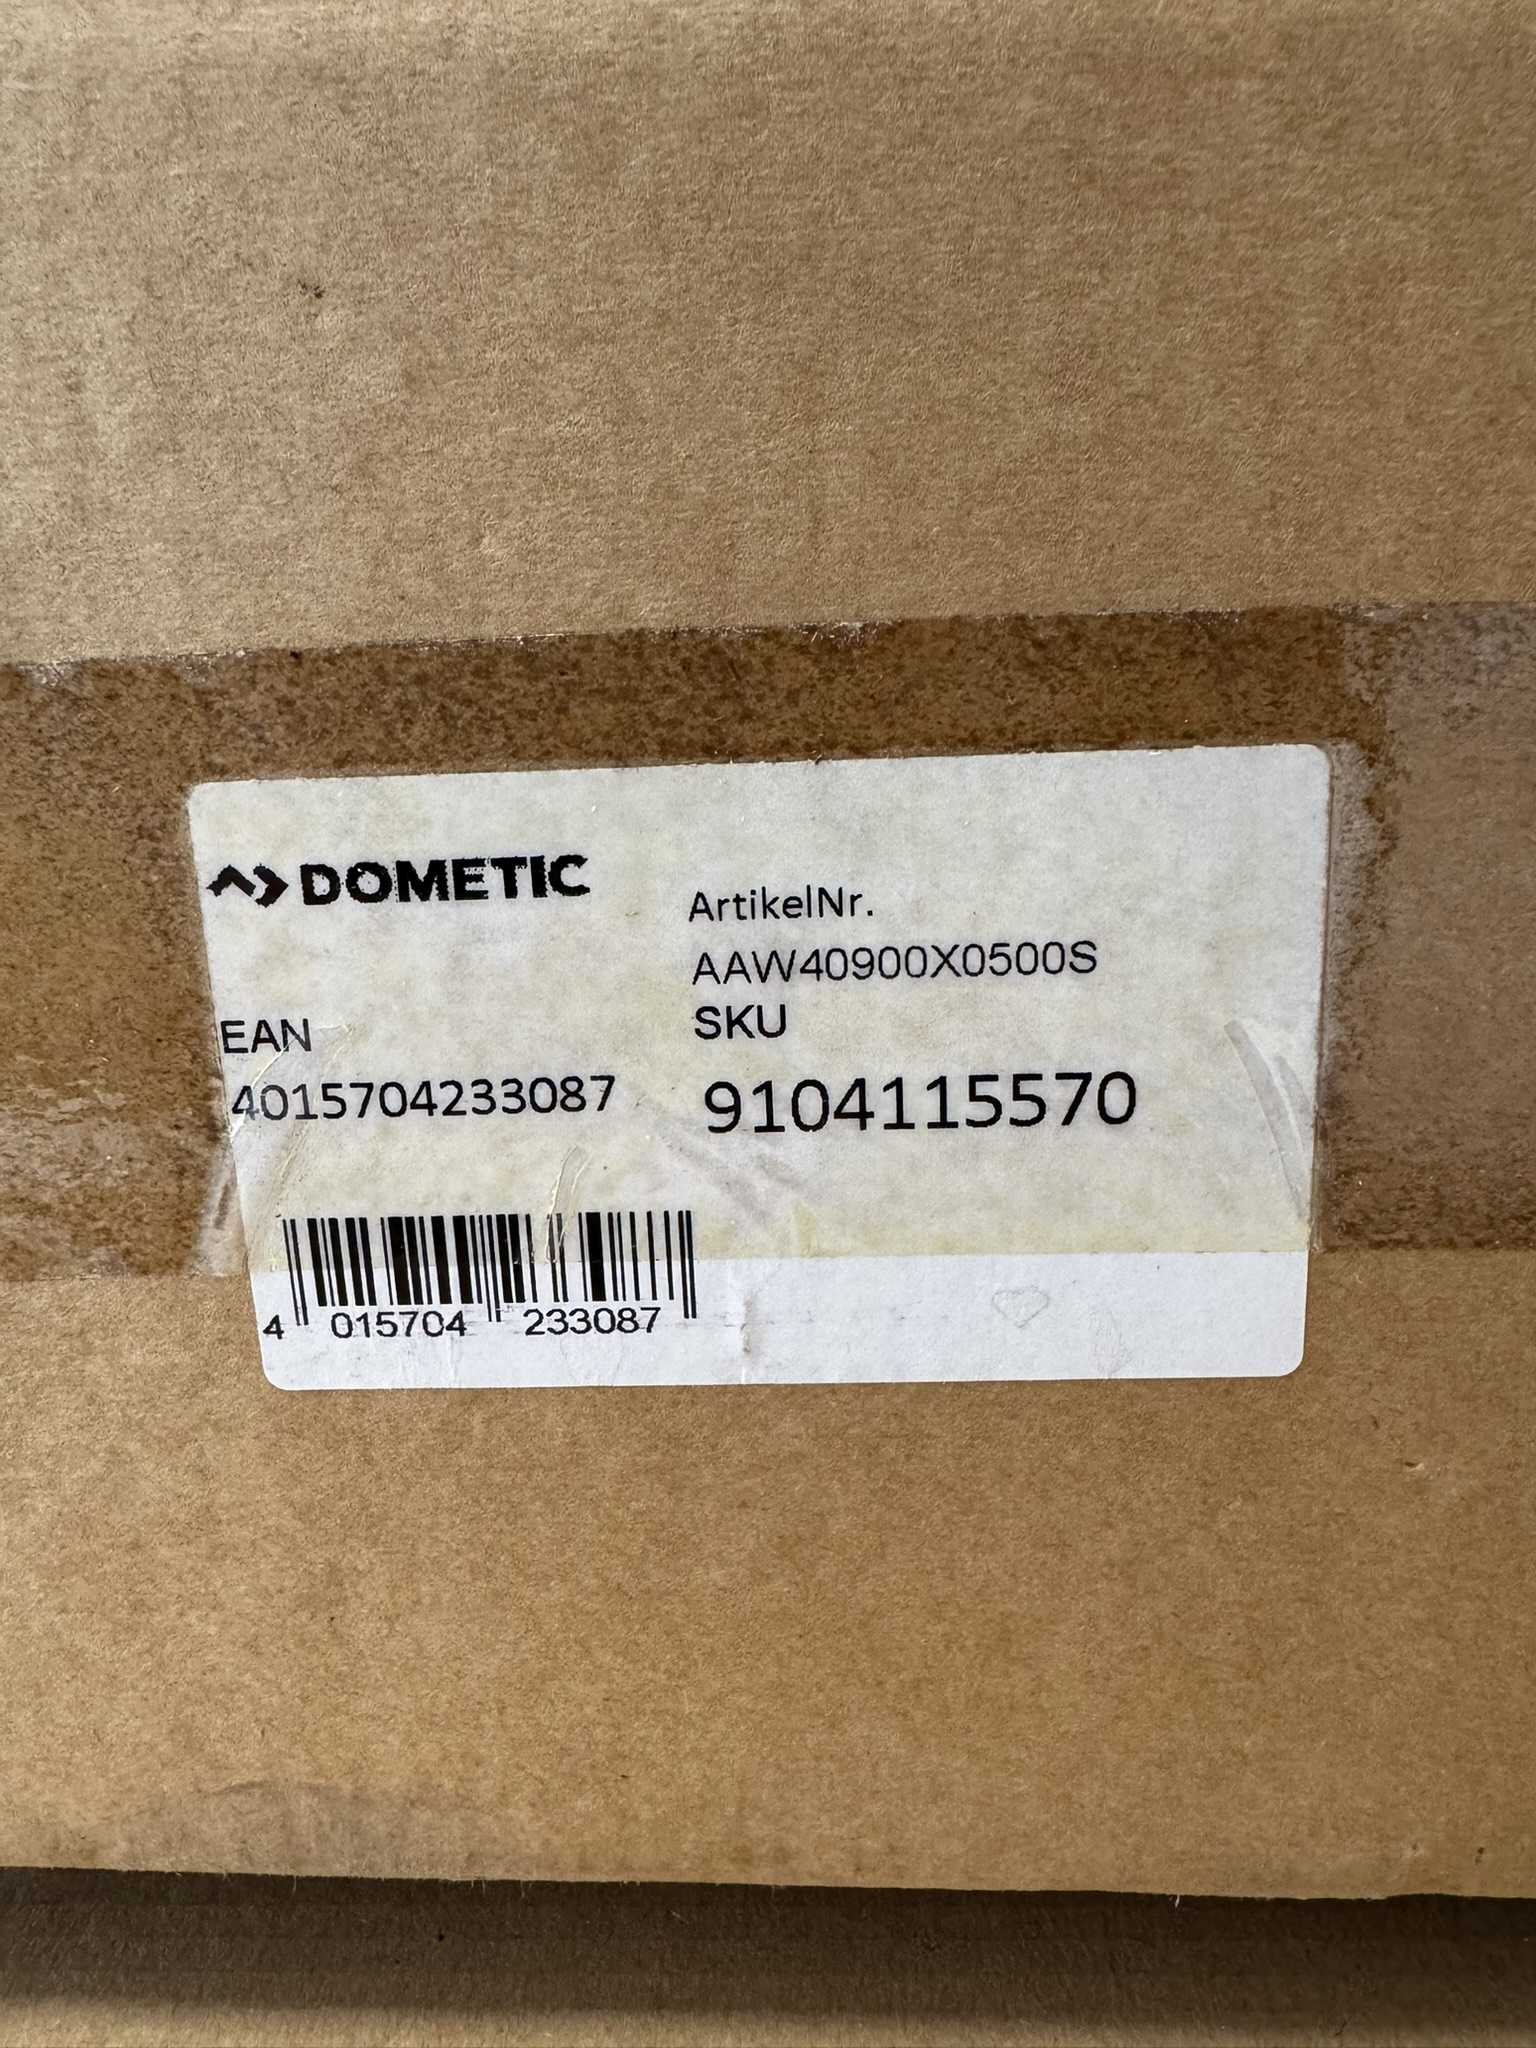 DOMETIC
ArtikelNr.
AAW40900X0500S
SKU
9104115570
EAN
4015704233087
4 015704 233087